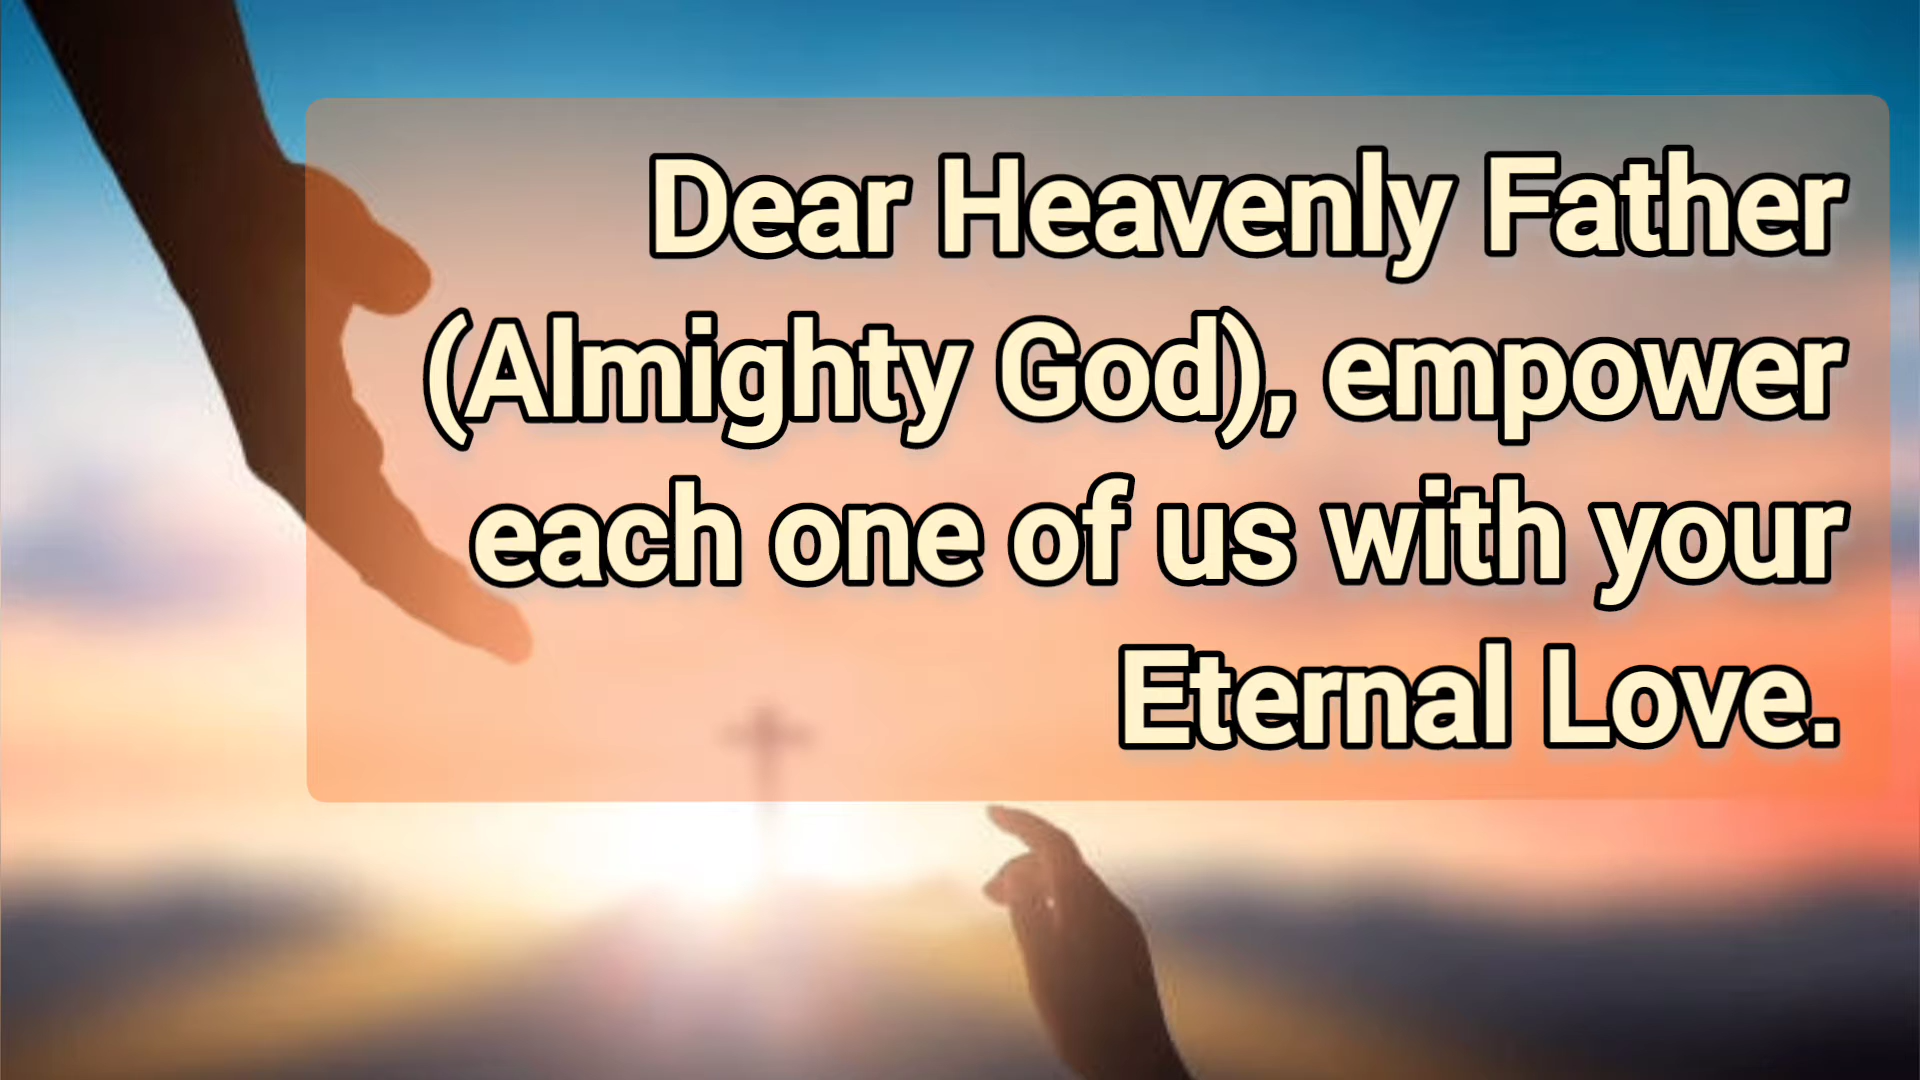 Dear Heavenly Father
(Almighty God), empower
each one of us with your
Eternal Love.